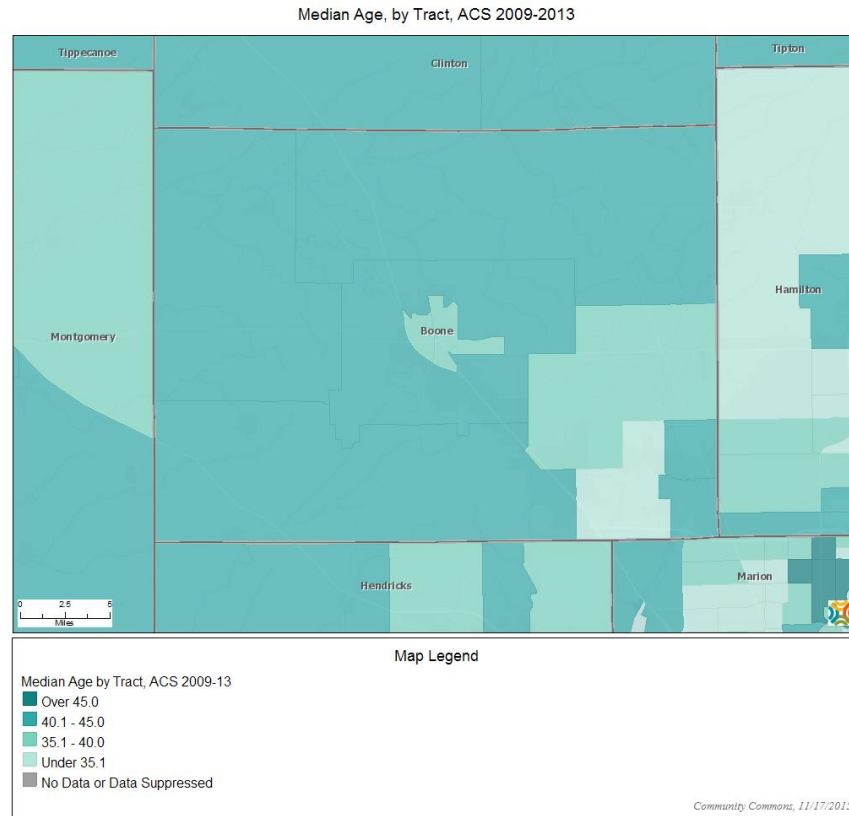 Median Age, by Tract, ACS 2009-2013
Tippecanoe
Clinton
Tipton
Hamilton
Boone
Montgomery
Hendricks
Marion
0 2.5 5
Miles
Map Legend
Median Age by Tract, ACS 2009-13
Over 45.0
40.1 - 45.0
35.1 - 40.0
Under 35.1
No Data or Data Suppressed
Community Commons, 11/17/2015